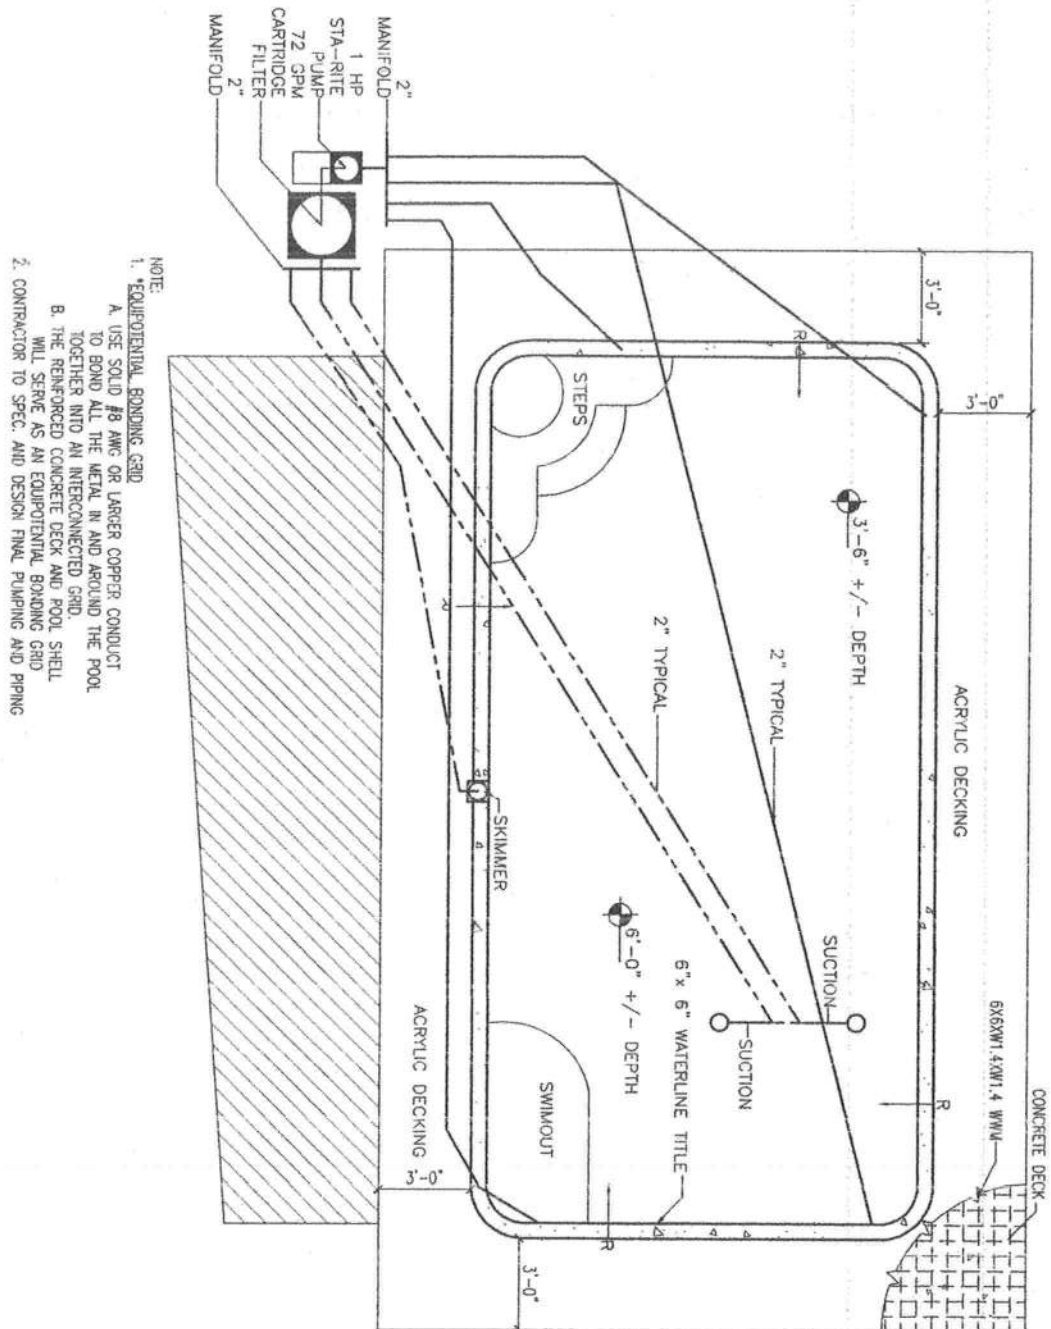 2"
MANIFOLD
1 HP
STA-RITE
PUMP
72 GPM
CARTRIDGE
FILTER
2"
MANIFOLD
3'-0"
3'-0"
R
STEPS
3'-6" +/- DEPTH
ACRYLIC DECKING
2" TYPICAL
2" TYPICAL
R
SKIMMER
6'-0" +/- DEPTH
SUCTION
SUCTION
6"x 6" WATERLINE TITLE
6X6XW1.4XW1.4 WWM
CONCRETE DECK
R
SWIMOUT
ACRYLIC DECKING
3'-0"
R
3'-0"
NOTE:
1. *EQUIPOTENTIAL BONDING GRID
A. USE SOLID #8 AWG OR LARGER COPPER CONDUCT
TO BOND ALL THE METAL IN AND AROUND THE POOL
TOGETHER INTO AN INTERCONNECTED GRID.
B. THE REINFORCED CONCRETE DECK AND POOL SHELL
WILL SERVE AS AN EQUIPOTENTIAL BONDING GRID
2. CONTRACTOR TO SPEC. AND DESIGN FINAL PUMPING AND PIPING